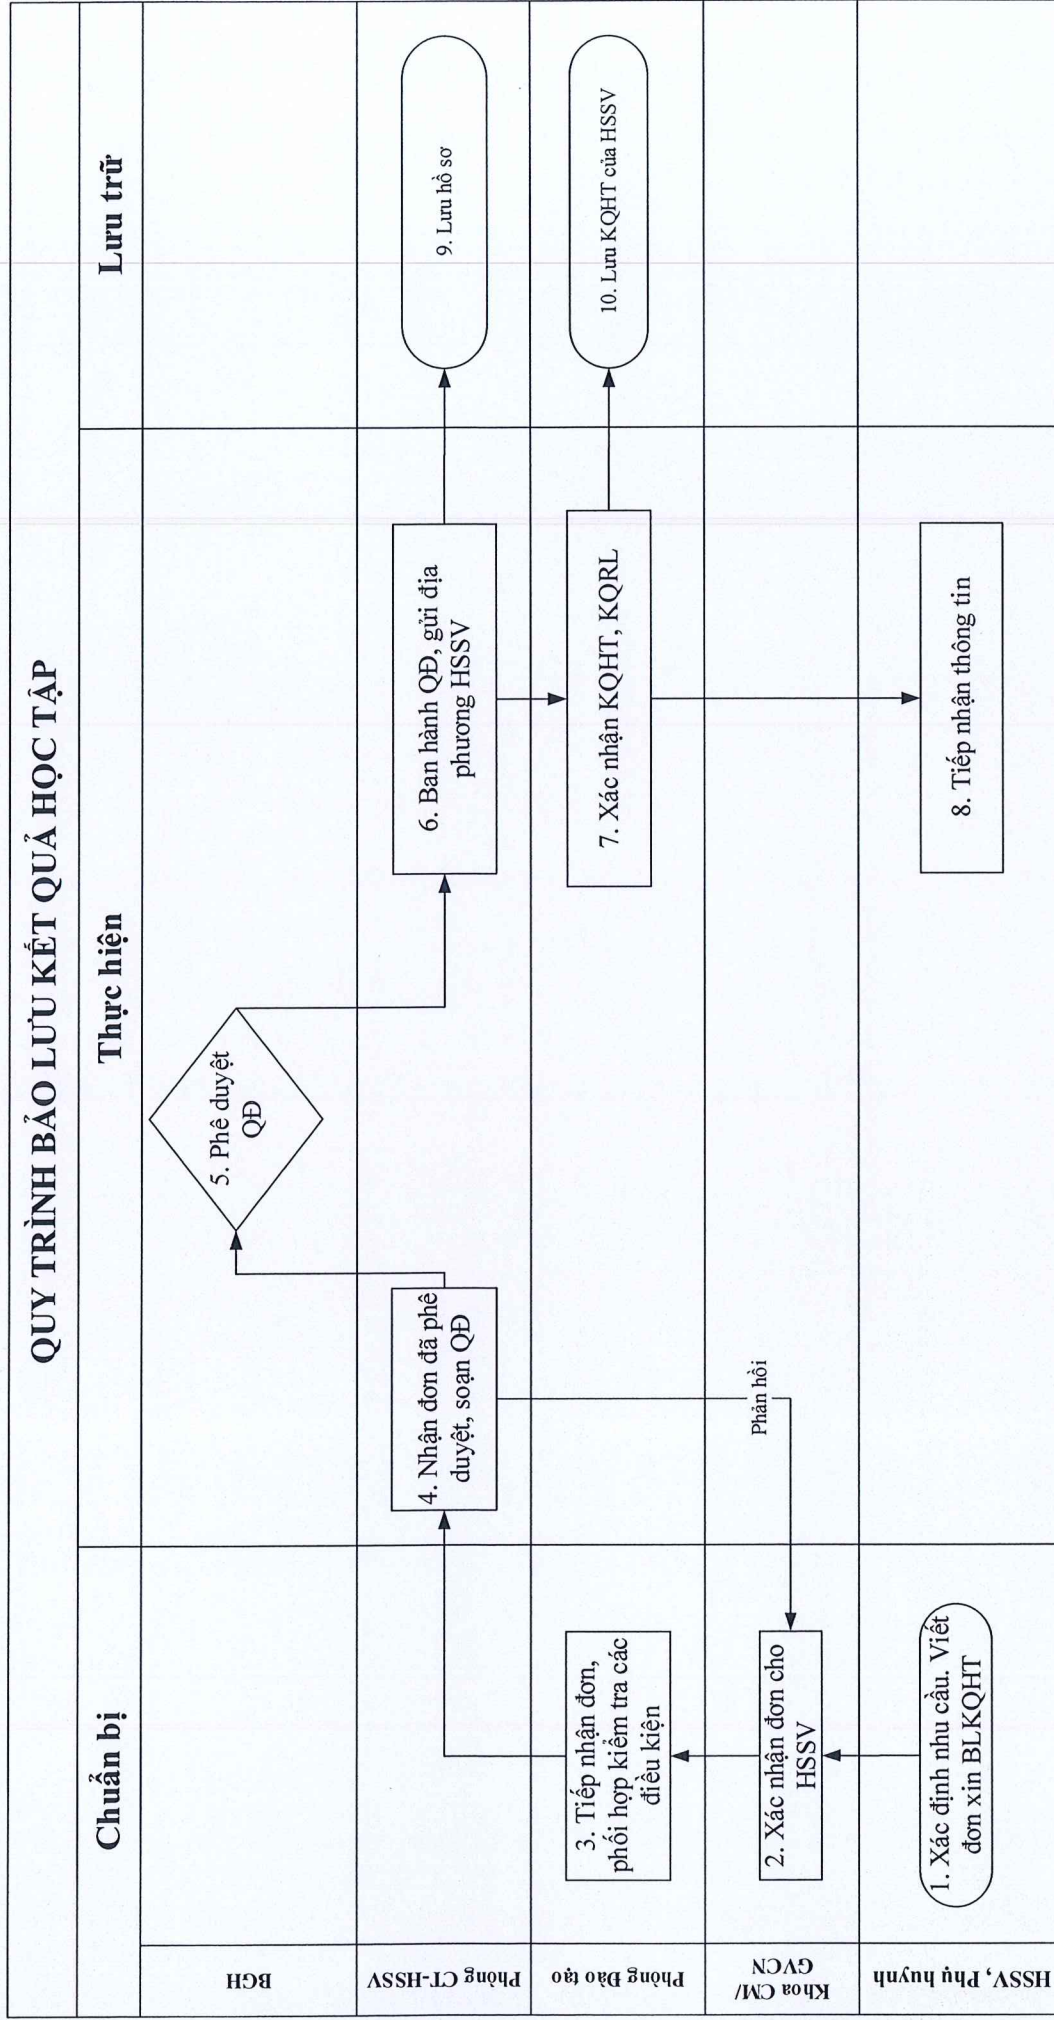 QUY TRÌNH BẢO LƯU KẾT QUẢ HỌC TẬP
Chuẩn bị
Thực hiện
Lưu trữ
BGH
5. Phê duyệt
QĐ
Phòng CT-HSSV
4. Nhận đơn đã phê
duyệt, soạn QĐ
6. Ban hành QĐ, gửi địa
phương HSSV
9. Lưu hồ sơ
Phòng Đào tạo
3. Tiếp nhận đơn,
phối hợp kiểm tra các
điều kiện
7. Xác nhận KQHT, KQRL
10. Lưu KQHT của HSSV
Khoa CM/
GVCN
2. Xác nhận đơn cho
HSSV
Phản hồi
HSSV, Phụ huynh
1. Xác định nhu cầu. Viết
đơn xin BLKQHT
8. Tiếp nhận thông tin